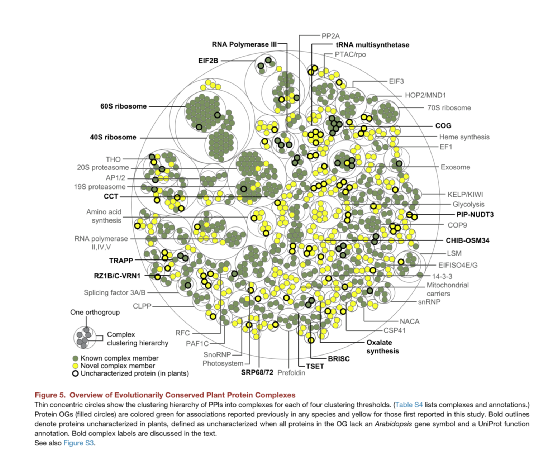 PP2A
RNA Polymerase III
tRNA multisynthetase
PTAC/rpo
EIF2B
EIF3
HOP2/MND1
60S ribosome
70S ribosome
COG
40S ribosome
Heme synthesis
EF1
THO
20S proteasome
Exosome
AP1/2
19S proteasome
KELP/KIWI
CCT
Glycolysis
Amino acid
synthesis
PIP-NUDT3
COP9
RNA polymerase
II,IV,V
CHIB-OSM34
LSM
TRAPP
EIFISO4E/G
RZ1B/C-VRN1
14-3-3
Mitochondrial
carriers
Splicing factor 3A/B
snRNP
CLPP
One orthogroup
NACA
Complex
clustering hierarchy
RFC
CSP41
PAF1C
Oxalate
synthesis
SnoRNP
Photosystem
BRISC
Known complex member
TSET
Novel complex member
SRP68/72
Prefoldin
Uncharacterized protein (in plants)
Figure 5. Overview of Evolutionarily Conserved Plant Protein Complexes
Thin concentric circles show the clustering hierarchy of PPIs into complexes for each of four clustering thresholds. (Table S4 lists complexes and annotations.)
Protein OGs (filled circles) are colored green for associations reported previously in any species and yellow for those first reported in this study. Bold outlines
denote proteins uncharacterized in plants, defined as uncharacterized when all proteins in the OG lack an Arabidopsis gene symbol and a UniProt function
annotation. Bold complex labels are discussed in the text.
See also Figure S3.